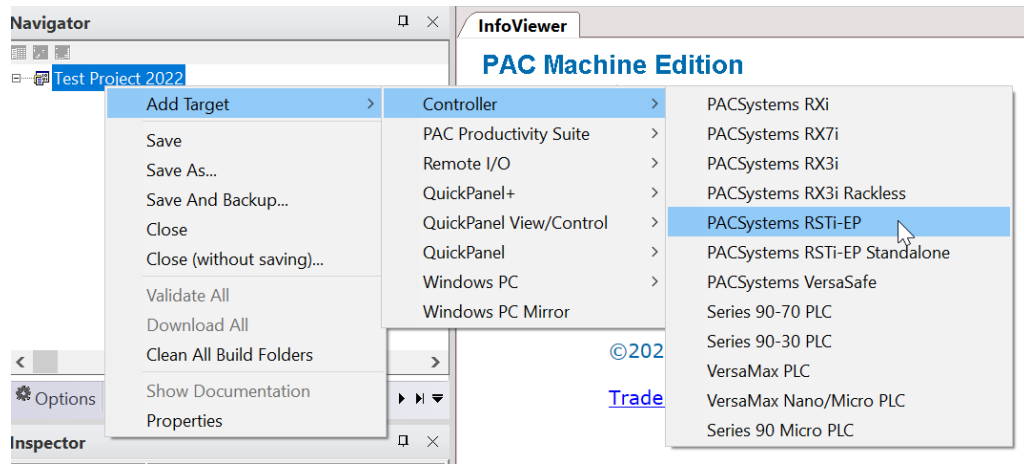 Navigator
InfoViewer
PAC Machine Edition
Test Project 2022
Add Target
Save
Save As...
Save And Backup...
Close
Close (without saving)...
Validate All
Download All
Clean All Build Folders
Show Documentation
Properties
Controller
PAC Productivity Suite
Remote I/O
QuickPanel+
QuickPanel View/Control
QuickPanel
Windows PC
Windows PC Mirror
PACSystems RXi
PACSystems RX7i
PACSystems RX3i
PACSystems RX3i Rackless
PACSystems RSTi-EP
PACSystems RSTi-EP Standalone
PACSystems VersaSafe
Series 90-70 PLC
Series 90-30 PLC
VersaMax PLC
VersaMax Nano/Micro PLC
Series 90 Micro PLC
©202
Trade
Options
Inspector